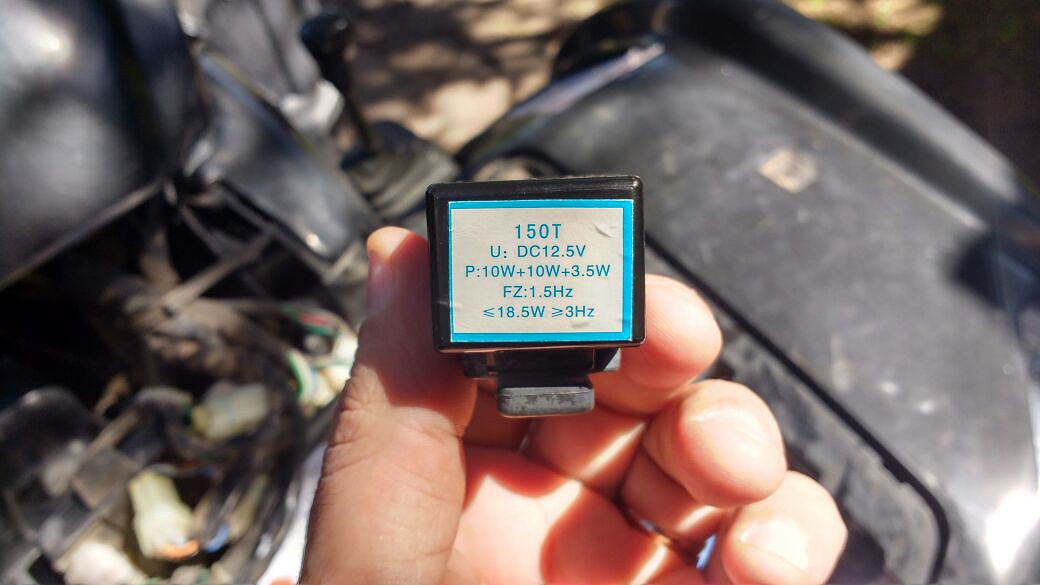 150T
U: DC12.5V
P:10W+10W+3.5W
FZ:1.5Hz
≤18.5W ≥3Hz